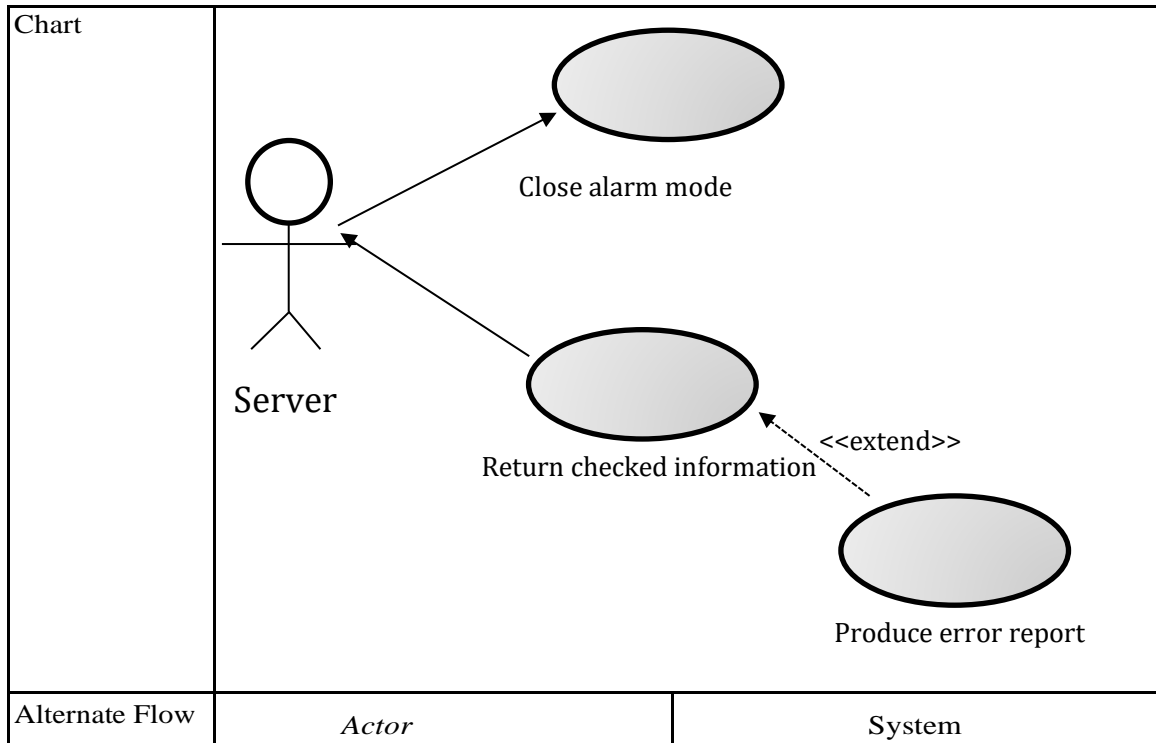 Chart
Close alarm mode
Server
<<extend>>
Return checked information
Produce error report
Alternate Flow
Actor
System